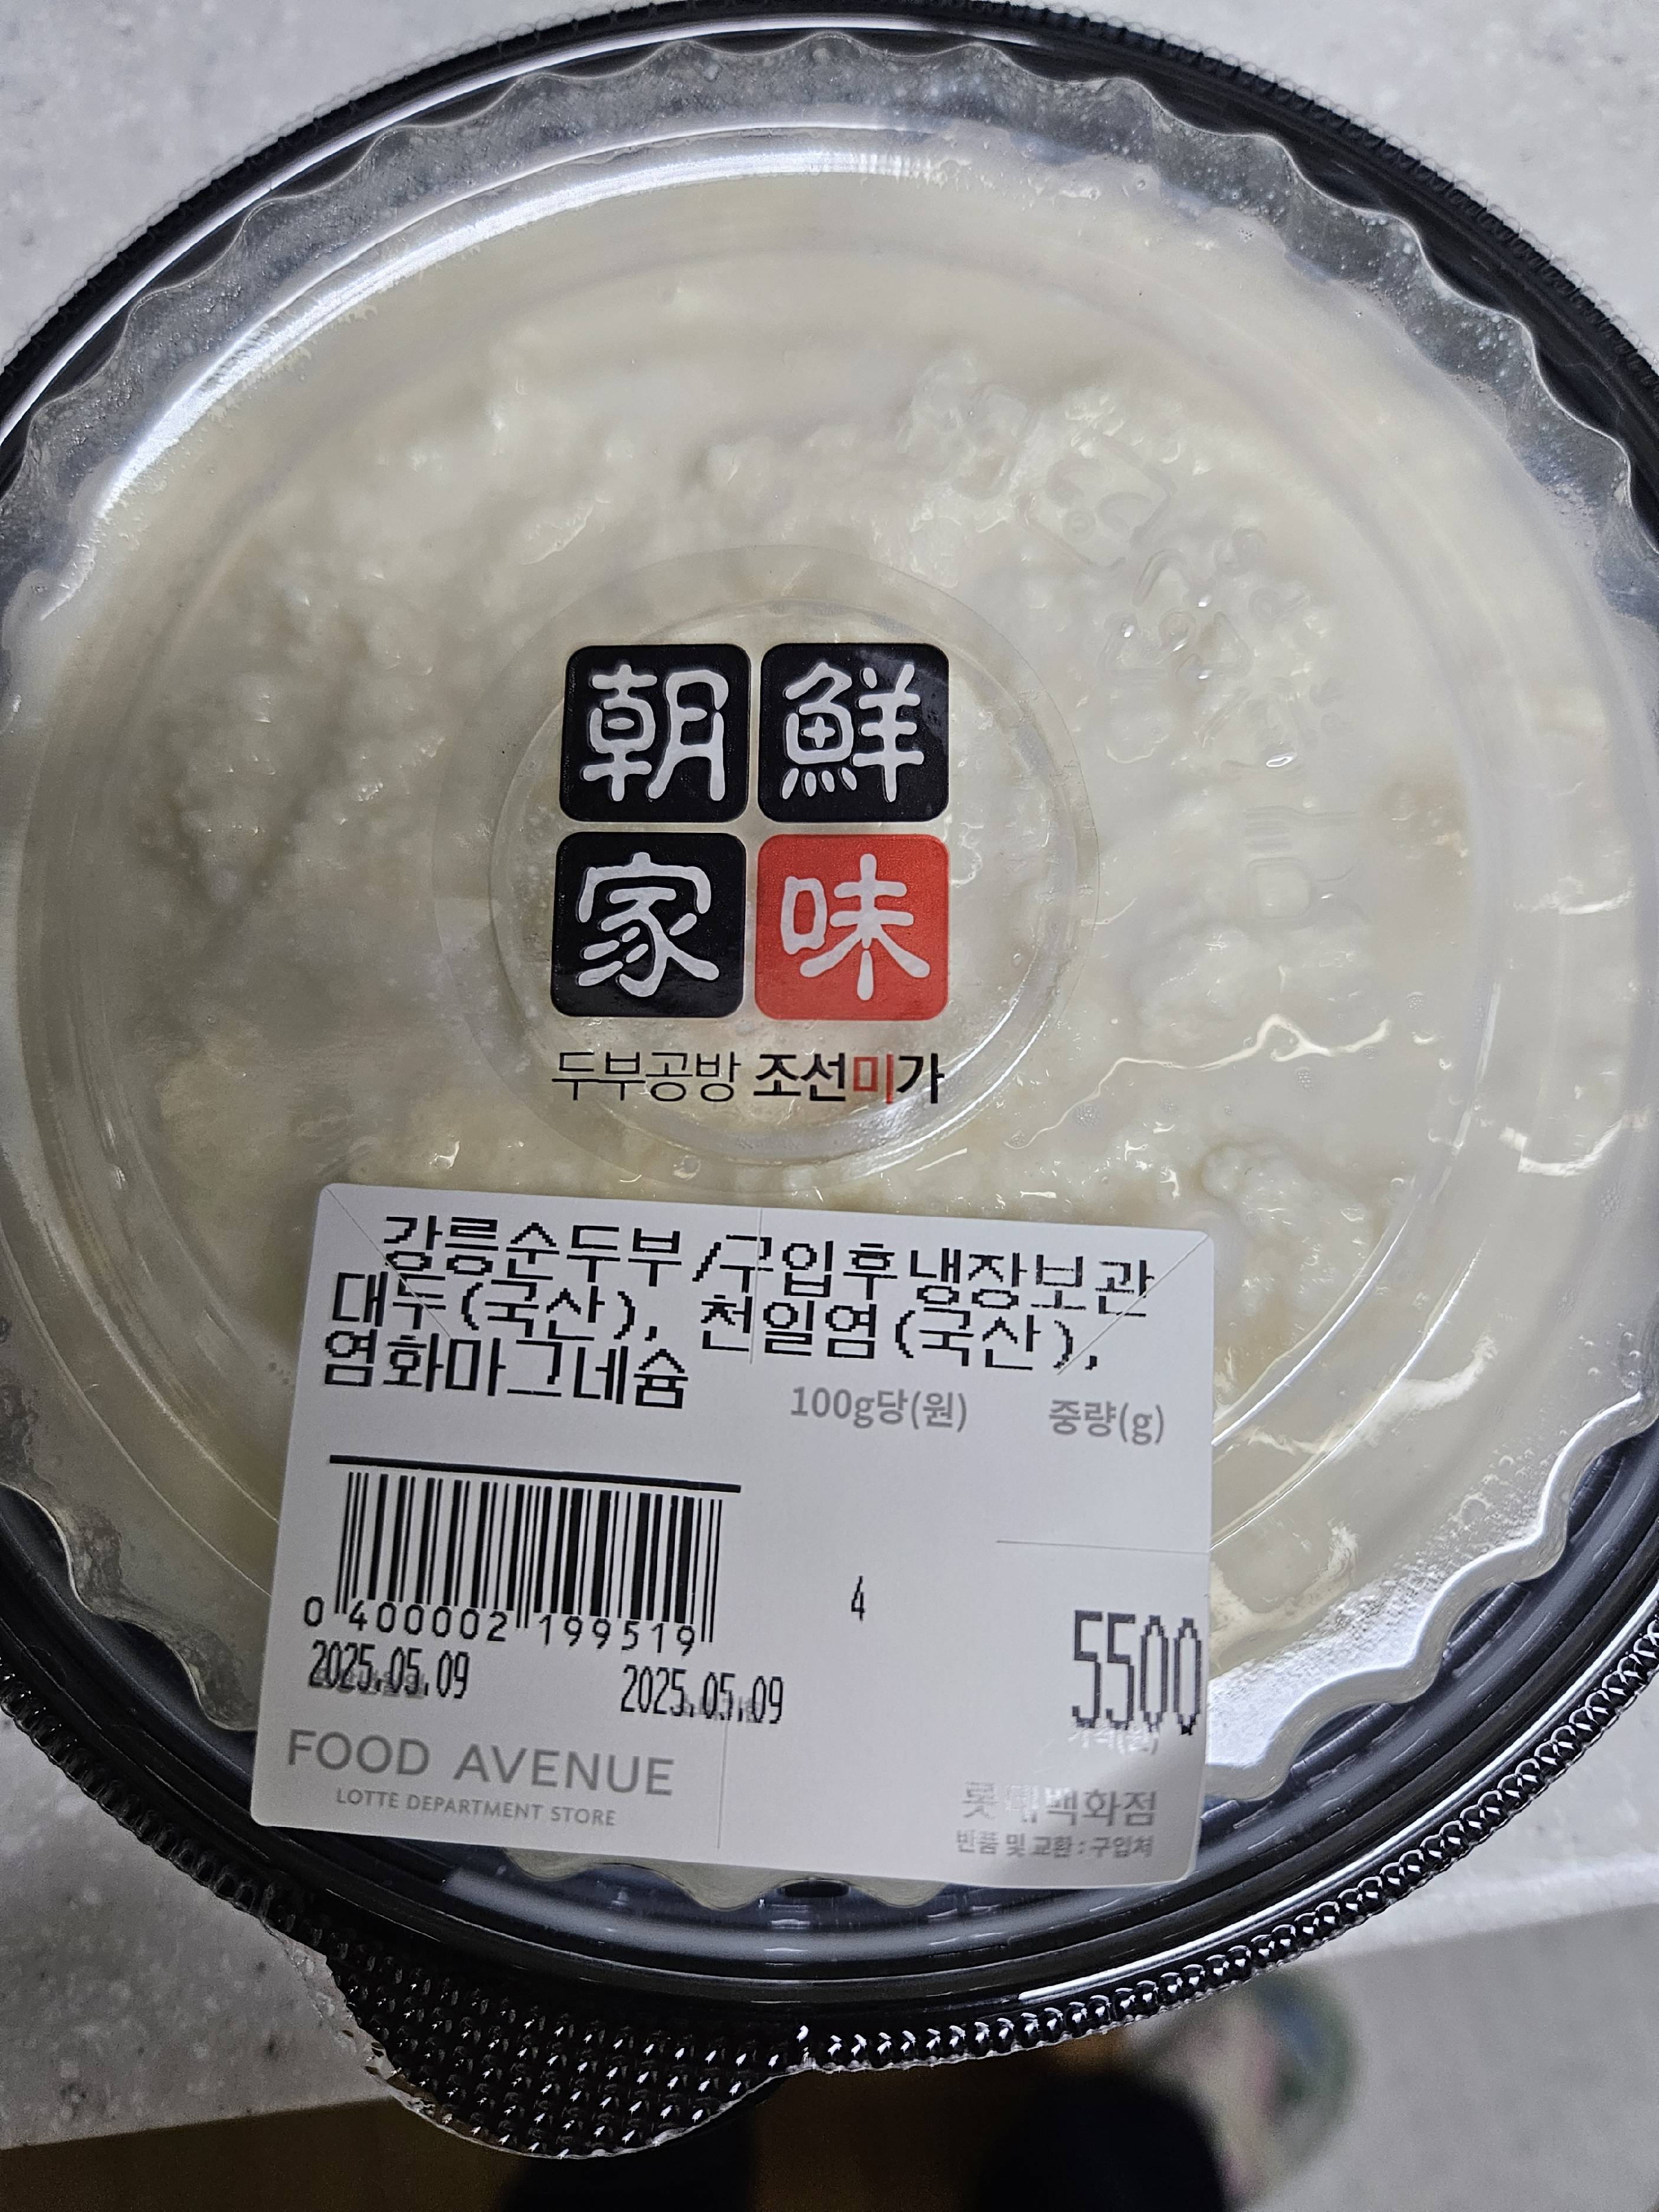 朝鮮
家味
두부공방 조선미가
강릉순두부/구입후냉장보관
대두(국산), 천일염(국산),
염화마그네슘
100g당(원) 중량(g)
0 400002 199519
4
5500
2025.05.09 2025.05.09
FOOD AVENUE
LOTTE DEPARTMENT STORE
롯데백화점
반품 및 교환 : 구입처